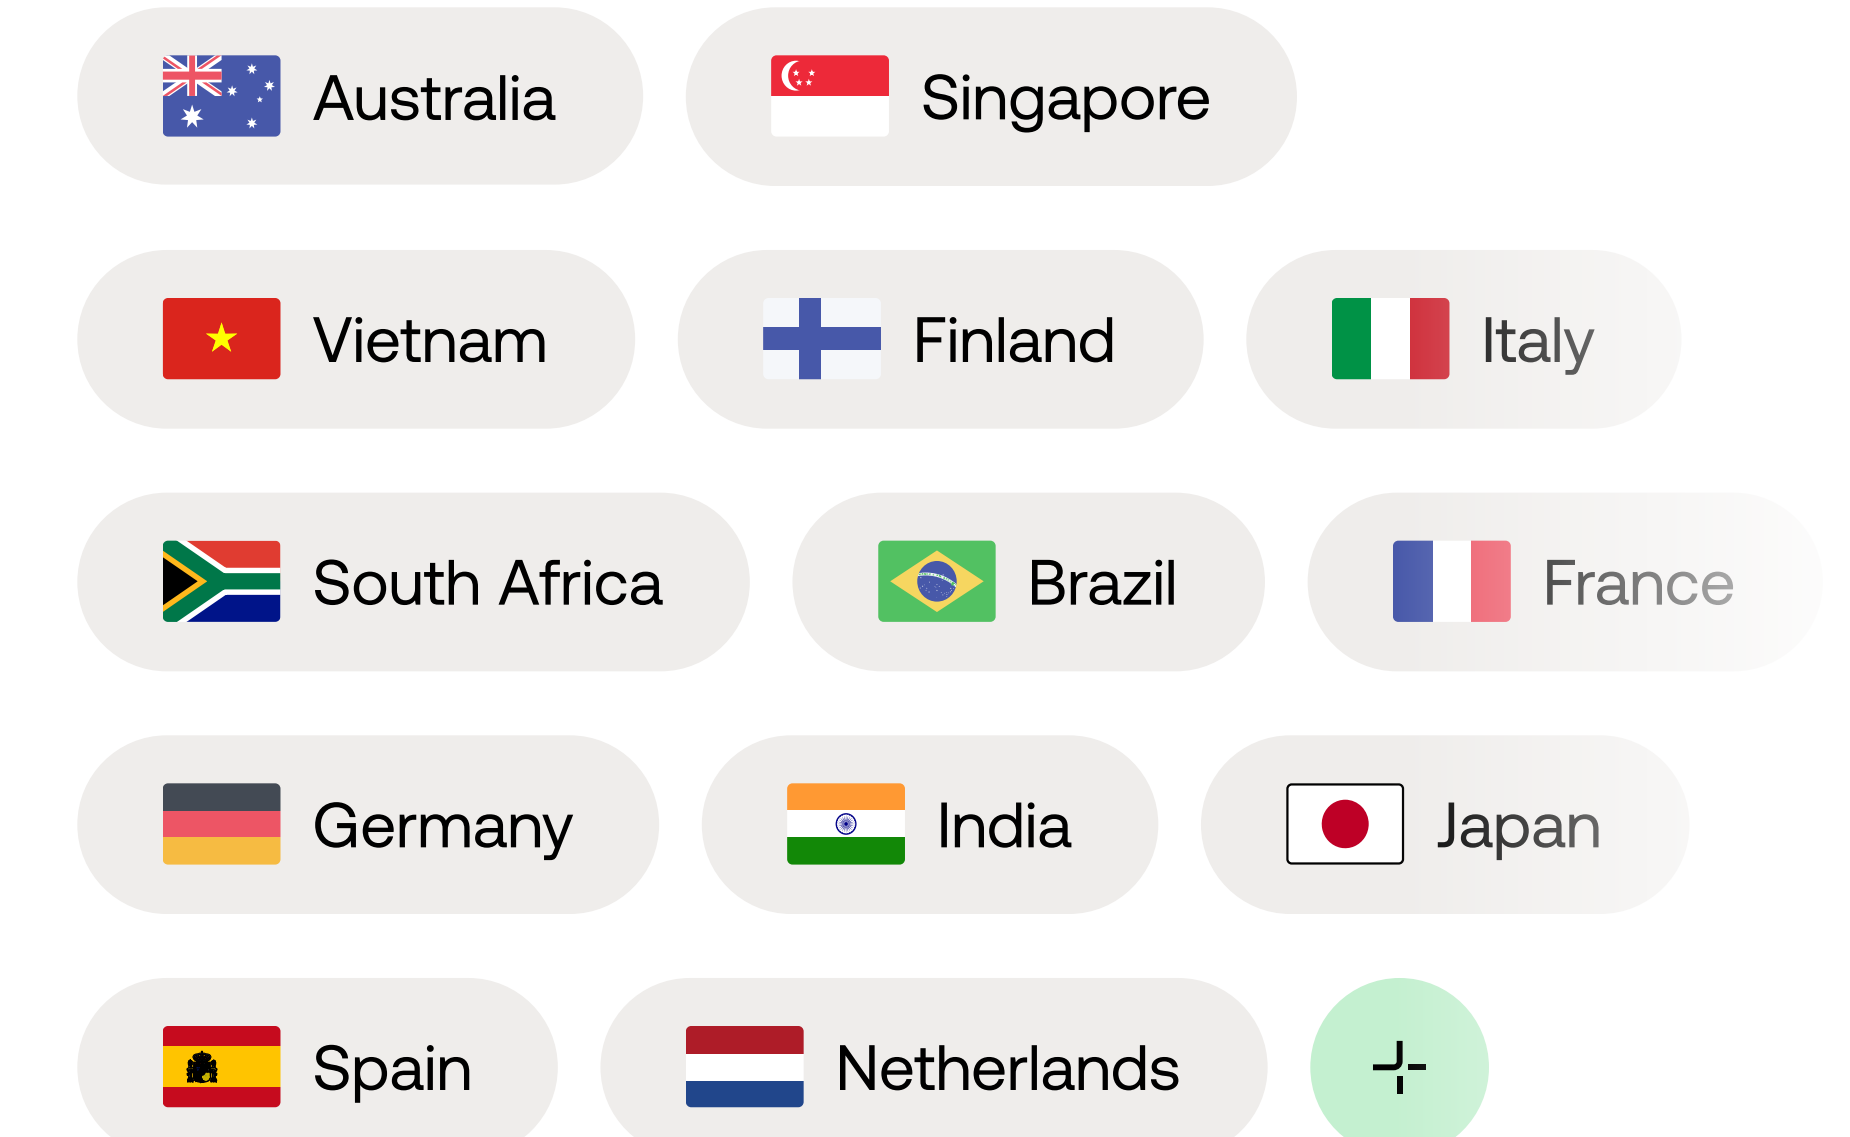 Australia
Singapore
Vietnam
Finland
Italy
South Africa
Brazil
France
Germany
India
Japan
Spain
Netherlands